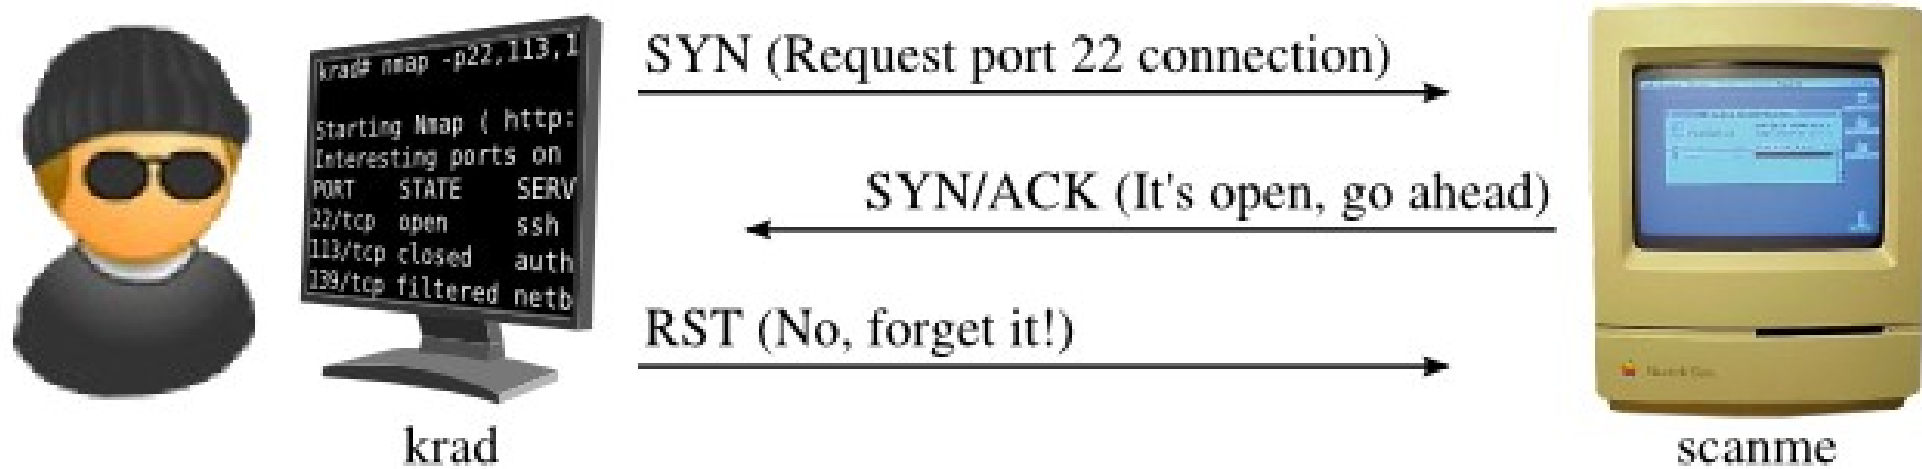 krad# nmap -p22,113,1
Starting Nmap ( http:
Interesting ports on
PORT STATE SERV
22/tcp open ssh
113/tcp closed auth
139/tcp filtered netb
krad
SYN (Request port 22 connection)
SYN/ACK (It's open, go ahead)
RST (No, forget it!)
scanme